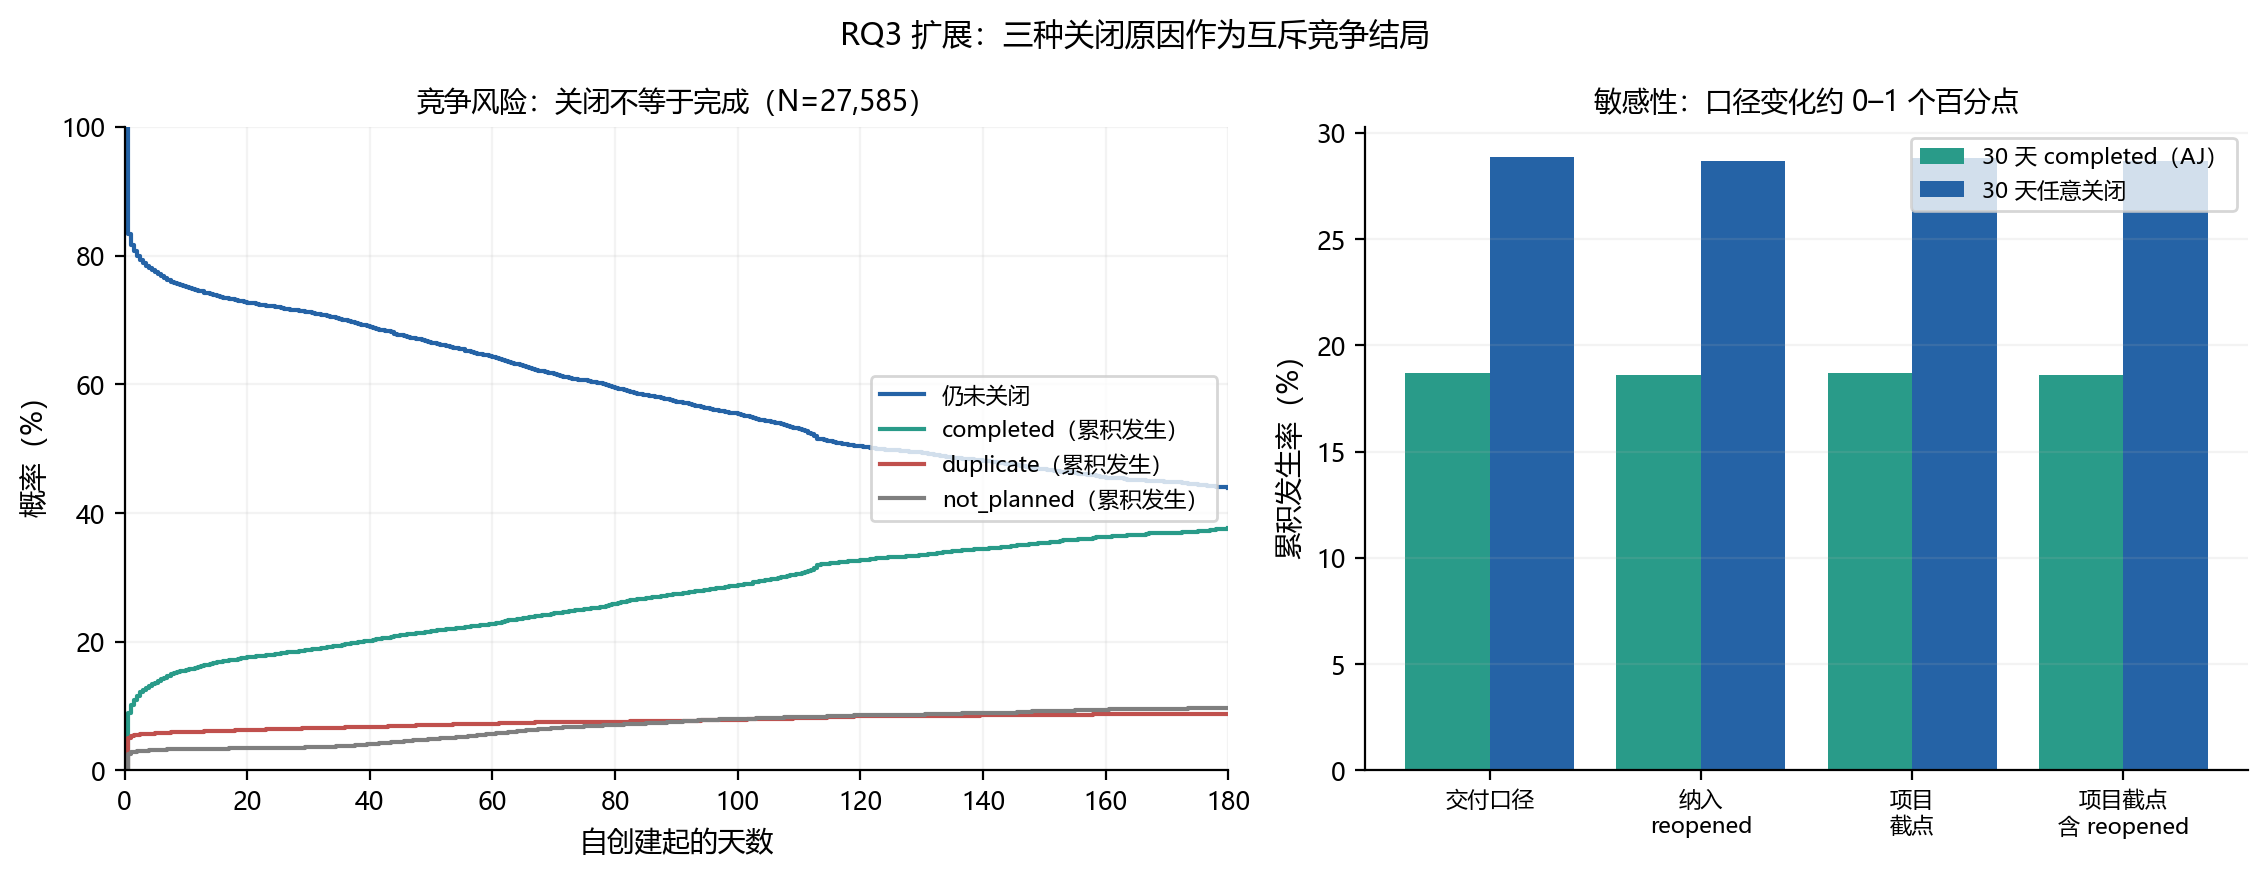 RQ3 扩展：三种关闭原因作为互斥竞争结局
竞争风险：关闭不等于完成（N=27,585）
概率（%）
100
80
60
40
20
0
仍未关闭
completed（累积发生）
duplicate（累积发生）
not_planned（累积发生）
0
20
40
60
80
100
120
140
160
180
自创建起的天数
敏感性：口径变化约 0–1 个百分点
累积发生率（%）
30
25
20
15
10
5
0
30 天 completed（AJ）
30 天任意关闭
交付口径
纳入
reopened
项目
截点
项目截点
含 reopened